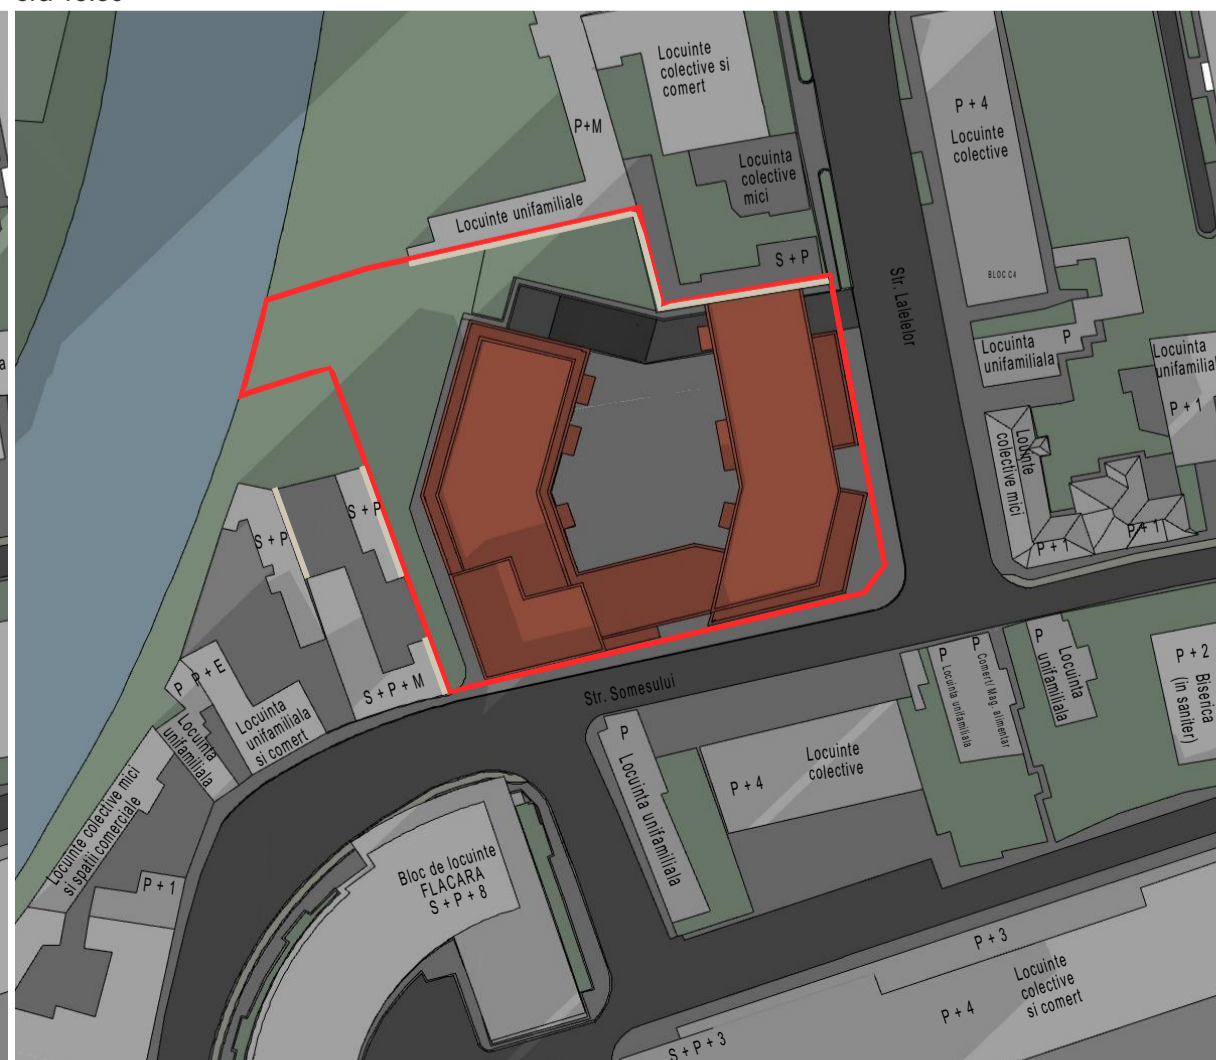 Locuinte
colective si
comert
P+M
P + 4
Locuinte
colective
Locuinta
colective
mici
Locuinte unifamiliale
S + P
BLOC C4
Str. Lalelelor
Locuinta
unifamiliala
P
Locuinta
P + 1
Louinte
colective mici
P + 1
P + 1
S + P
S + P
S + P + M
P
P + E
Locuinta
unifamiliala
si comert
Locuinta
unifamiliala
Str. Somesului
P
Locuinta unifamiliala
P
Comert/ Mag. alimentar
P
Locuinta
unifamiliala
P + 2
Biserica
(in
saniter)
P
Locuinta unifamiliala
Locuinte
colective
P + 4
Locuinte colective mici
si spatii comerciale
P + 1
Bloc de locuinte
FLACARA
S + P + 8
P + 3
Locuinte
colective
si comert
P + 4
S + P + 3